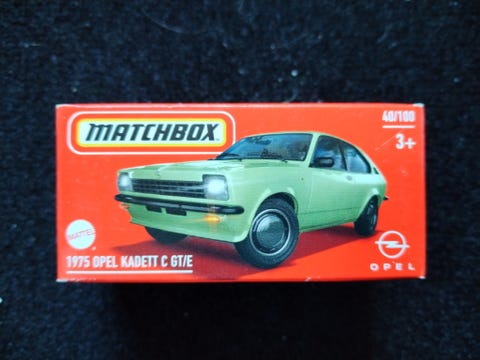 MATCHBOX
40/100
3+
MATTEL
1975 OPEL KADETT C GT/E
OPEL